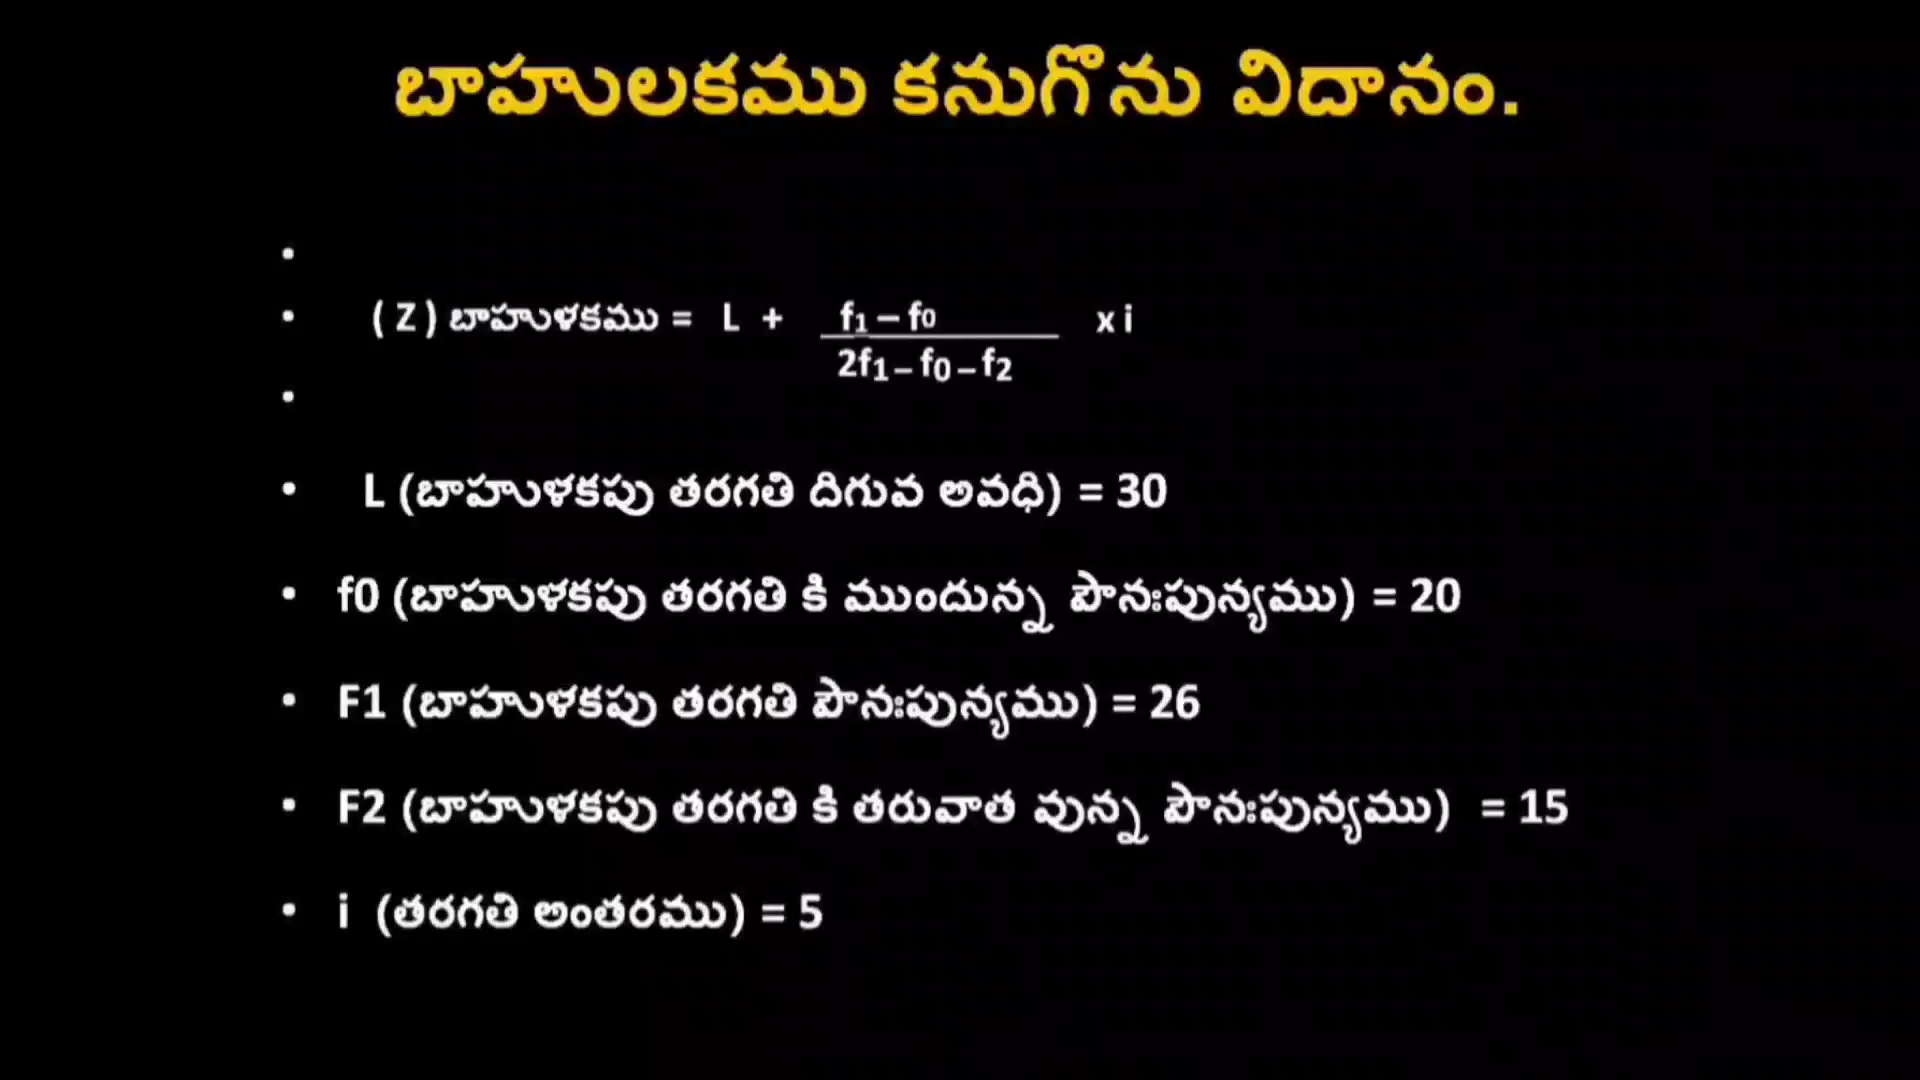 బాహులకము కనుగొను విదానం.
• ( Z ) బాహుళకము = L + f1 – f0 x i
2f1 – f0 – f2
• L (బాహుళకపు తరగతి దిగువ అవధి) = 30
• f0 (బాహుళకపు తరగతి కి ముందున్న పౌనఃపున్యము) = 20
• F1 (బాహుళకపు తరగతి పౌనఃపున్యము) = 26
• F2 (బాహుళకపు తరగతి కి తరువాత వున్న పౌనఃపున్యము) = 15
• i (తరగతి అంతరము) = 5